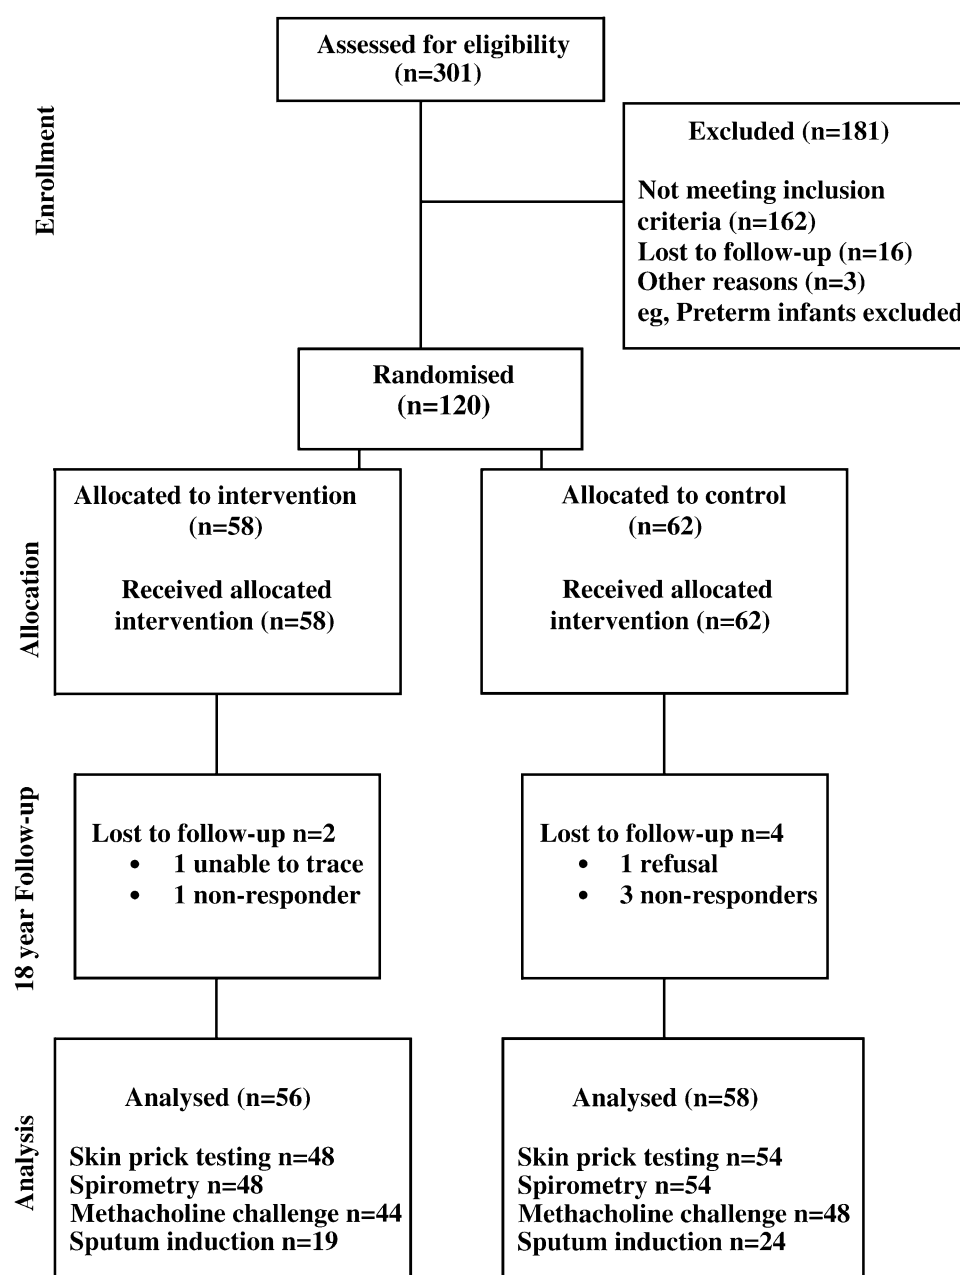 Assessed for eligibility
(n=301)
Enrollment
Excluded (n=181)
Not meeting inclusion
criteria (n=162)
Lost to follow-up (n=16)
Other reasons (n=3)
eg, Preterm infants excluded
Randomised
(n=120)
Allocation
Allocated to intervention
(n=58)
Received allocated
intervention (n=58)
Allocated to control
(n=62)
Received allocated
intervention (n=62)
18 year Follow-up
Lost to follow-up n=2
• 1 unable to trace
• 1 non-responder
Lost to follow-up n=4
• 1 refusal
• 3 non-responders
Analysis
Analysed (n=56)
Skin prick testing n=48
Spirometry n=48
Methacholine challenge n=44
Sputum induction n=19
Analysed (n=58)
Skin prick testing n=54
Spirometry n=54
Methacholine challenge n=48
Sputum induction n=24